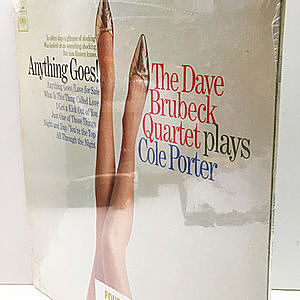 "In olden days a glimpse of stocking
Was looked on as something shocking,
Anything Goes!
Anything Goes/Love for Sale
What Is This Thing Called Love
I Get a Kick Out of You
Just One of Those Things
Night and Day/You're the Top
All Through the Night
The Dave
Brubeck
Quartet plays
Cole Porter
FOUR